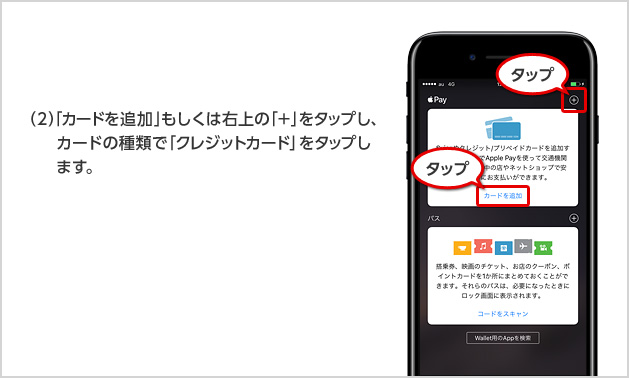 (2)「カードを追加」もしくは右上の「+」をタップし、
カードの種類で「クレジットカード」をタップし
ます。
タップ
au 4G
Pay
クレジット/プリペイドカードを追加す
Apple Payを使って交通機関
中の店やネットショップで安
にお支払いができます。
タップ
カードを追加
パス
搭乗券、映画のチケット、お店のクーポン、ポ
イントカードを1か所にまとめておくことがで
きます。それらのパスは、必要になったときに
ロック画面に表示されます。
コードをスキャン
Wallet用のAppを検索